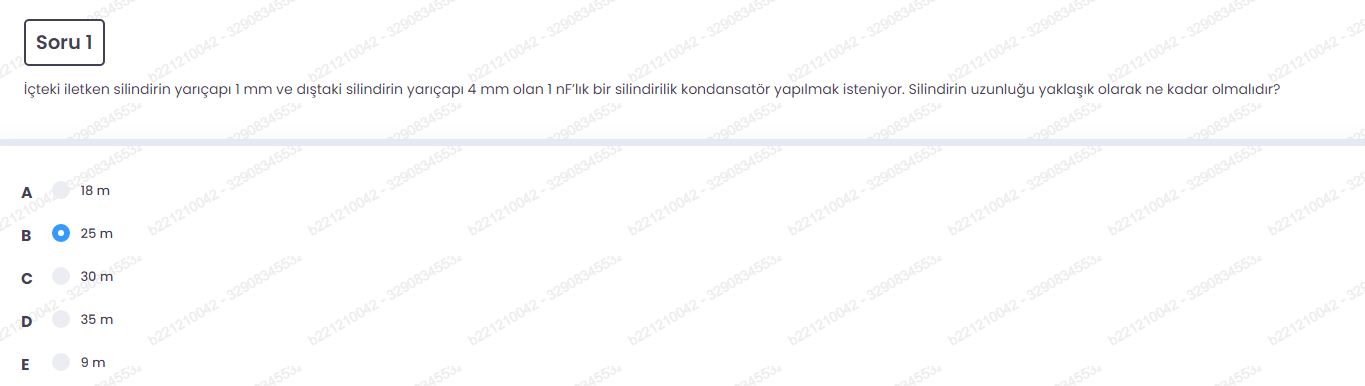 Soru 1
İçteki iletken silindirin yarıçapı 1 mm ve dıştaki silindirin yarıçapı 4 mm olan 1 nF'lık bir silindirilik kondansatör yapılmak isteniyor. Silindirin uzunluğu yaklaşık olarak ne kadar olmalıdır?
A 18 m
B 25 m
C 30 m
D 35 m
E 9 m